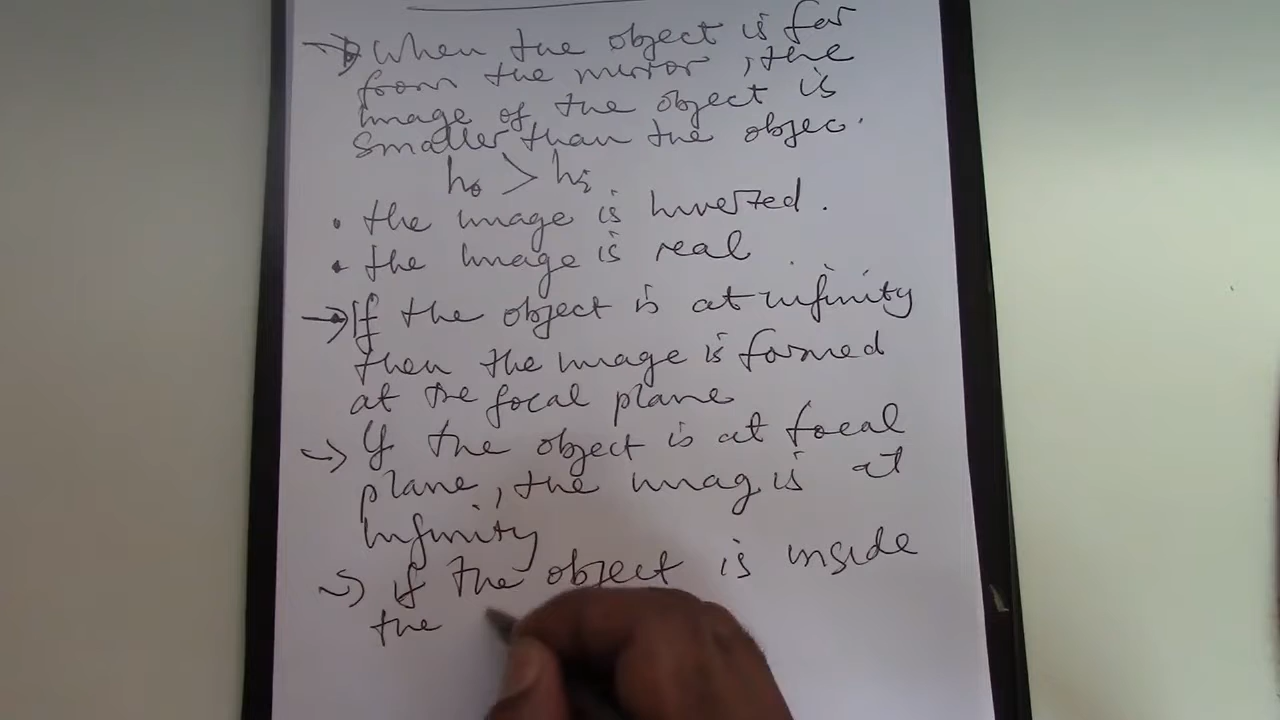 → When the object is far
from the mirror, the
image of the object is
smaller than the objec.
ho > hi
• the image is inverted.
• the image is real
→ If the object is at infinity
then the image is formed
at the focal plane
→ If the object is at focal
plane, the imag is at
infinity
→ if the object is inside
the